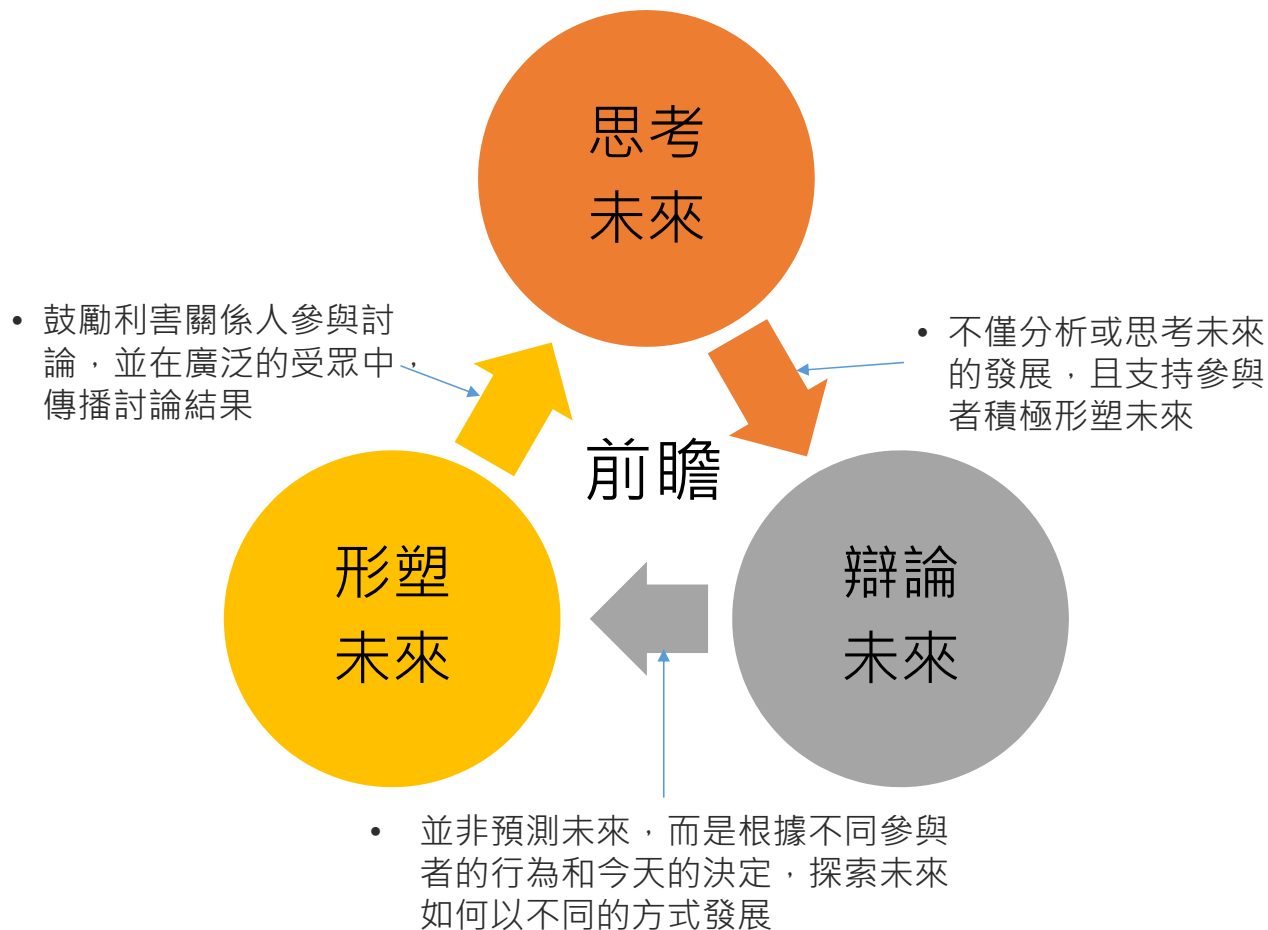 思考
未來
• 鼓勵利害關係人參與討
論，並在廣泛的受眾中，
傳播討論結果
• 不僅分析或思考未來
的發展，且支持參與
者積極形塑未來
前瞻
形塑
未來
辯論
未來
• 並非預測未來，而是根據不同參與
者的行為和今天的決定，探索未來
如何以不同的方式發展